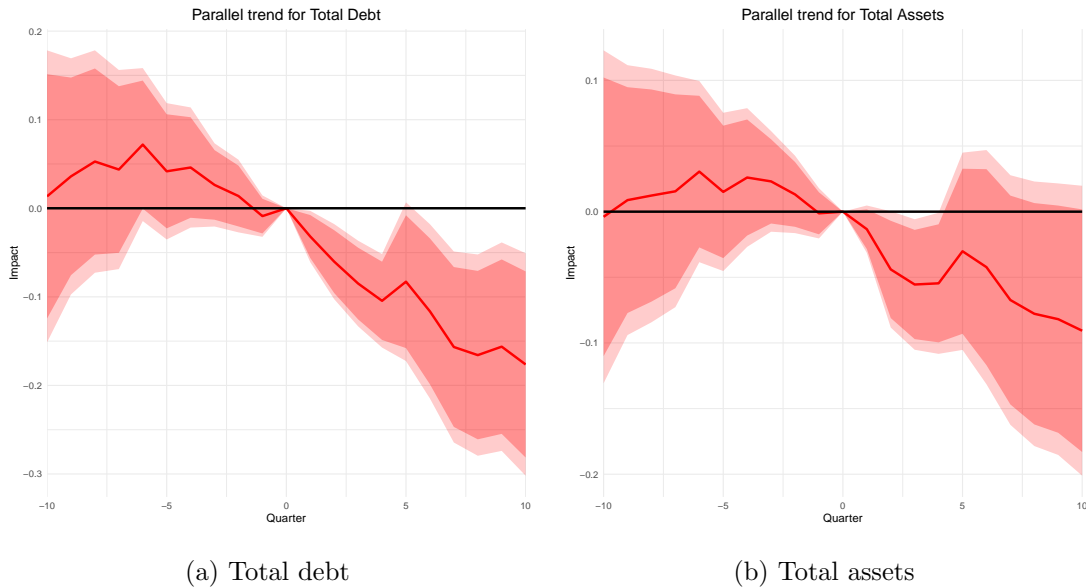 Parallel trend for Total Debt
0.2
0.1
0.0
−0.1
−0.2
−0.3
Impact
−10
−5
0
5
10
Quarter
(a) Total debt
Parallel trend for Total Assets
0.1
0.0
−0.1
−0.2
Impact
−10
−5
0
5
10
Quarter
(b) Total assets